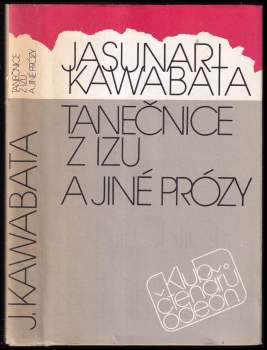 TANEČNICE
Z IZU
A JINÉ PRÓZY
J. KAWABATA
JASUNARI
KAWABATA
TANEČNICE
Z IZU
A JINÉ PRÓZY
Klub
čtenářů
odeon